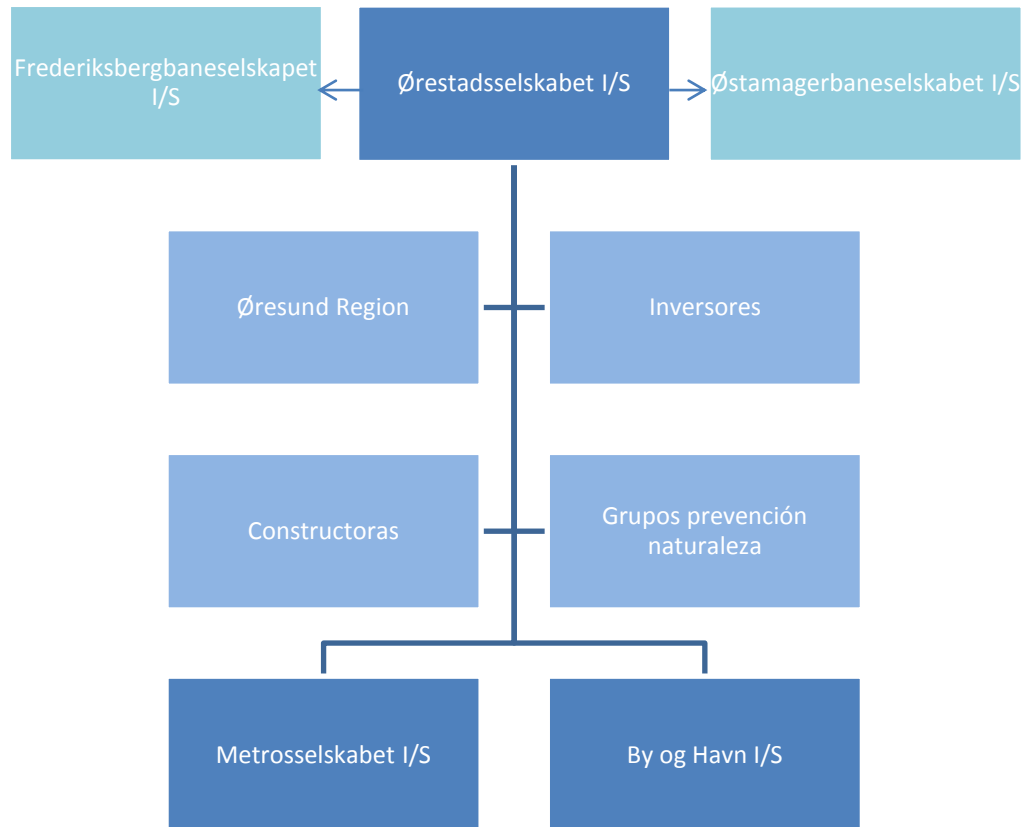 Frederiksbergbaneselskapet
I/S
Ørestadsselskabet I/S
Østamagerbaneselskabet I/S
Øresund Region
Inversores
Constructoras
Grupos prevención
naturaleza
Metrosselskabet I/S
By og Havn I/S